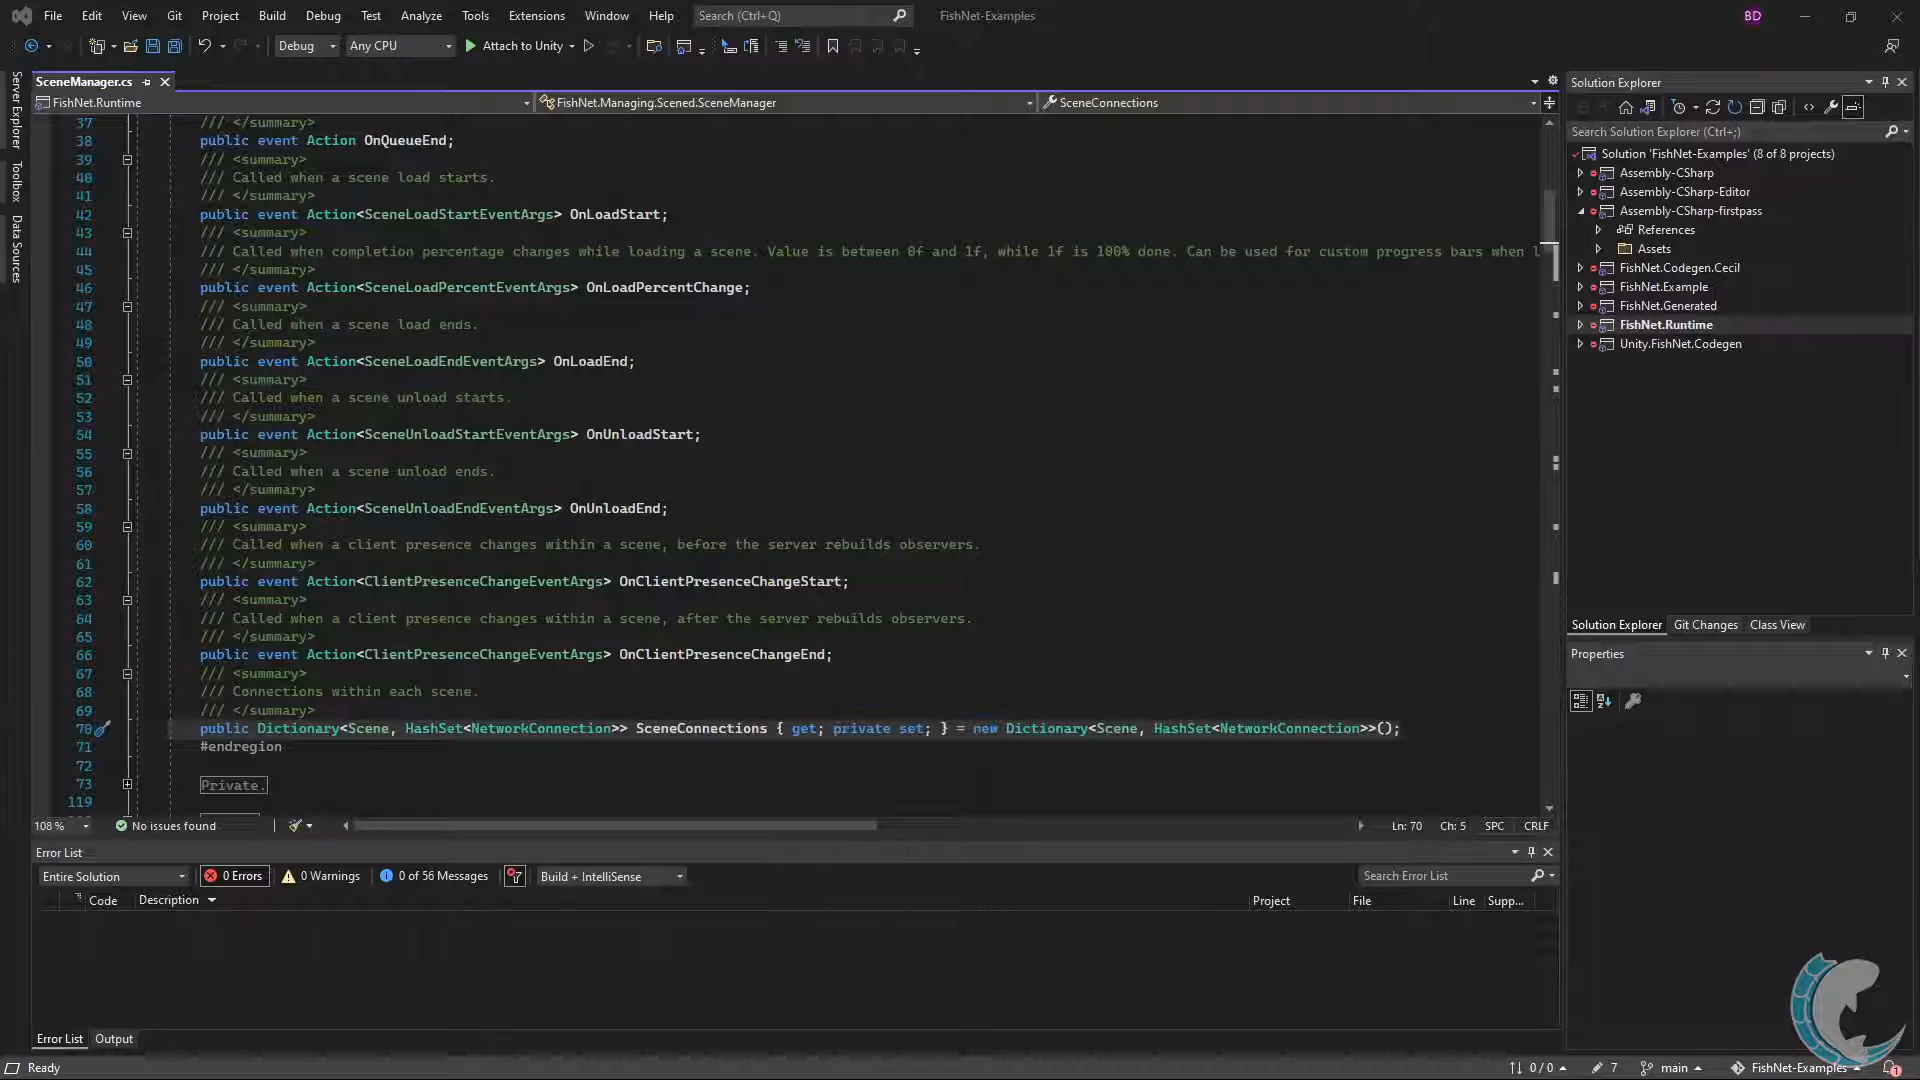 File Edit View Git Project Build Debug Test Analyze Tools Extensions Window Help Search (Ctrl+Q) FishNet-Examples BD
Debug Any CPU Attach to Unity
Server Explorer
Toolbox
Data Sources
SceneManager.cs
FishNet.Runtime FishNet.Managing.Scened.SceneManager SceneConnections
37 /// </summary>
38 public event Action OnQueueEnd;
39 /// <summary>
40 /// Called when a scene load starts.
41 /// </summary>
42 public event Action<SceneLoadStartEventArgs> OnLoadStart;
43 /// <summary>
44 /// Called when completion percentage changes while loading a scene. Value is between 0f and 1f, while 1f is 100% done. Can be used for custom progress bars when l
45 /// </summary>
46 public event Action<SceneLoadPercentEventArgs> OnLoadPercentChange;
47 /// <summary>
48 /// Called when a scene load ends.
49 /// </summary>
50 public event Action<SceneLoadEndEventArgs> OnLoadEnd;
51 /// <summary>
52 /// Called when a scene unload starts.
53 /// </summary>
54 public event Action<SceneUnloadStartEventArgs> OnUnloadStart;
55 /// <summary>
56 /// Called when a scene unload ends.
57 /// </summary>
58 public event Action<SceneUnloadEndEventArgs> OnUnloadEnd;
59 /// <summary>
60 /// Called when a client presence changes within a scene, before the server rebuilds observers.
61 /// </summary>
62 public event Action<ClientPresenceChangeEventArgs> OnClientPresenceChangeStart;
63 /// <summary>
64 /// Called when a client presence changes within a scene, after the server rebuilds observers.
65 /// </summary>
66 public event Action<ClientPresenceChangeEventArgs> OnClientPresenceChangeEnd;
67 /// <summary>
68 /// Connections within each scene.
69 /// </summary>
70 public Dictionary<Scene, HashSet<NetworkConnection>> SceneConnections { get; private set; } = new Dictionary<Scene, HashSet<NetworkConnection>>();
71 #endregion
72
73 Private.
119
108 % No issues found Ln: 70 Ch: 5 SPC CRLF
Error List
Entire Solution 0 Errors 0 Warnings 0 of 56 Messages Build + IntelliSense Search Error List
Code Description Project File Line Supp...
Error List Output
Solution Explorer
Search Solution Explorer (Ctrl+;)
Solution 'FishNet-Examples' (8 of 8 projects)
Assembly-CSharp
Assembly-CSharp-Editor
Assembly-CSharp-firstpass
References
Assets
FishNet.Codegen.Cecil
FishNet.Example
FishNet.Generated
FishNet.Runtime
Unity.FishNet.Codegen
Solution Explorer Git Changes Class View
Properties
Ready 0 / 0 7 main FishNet-Examples 1